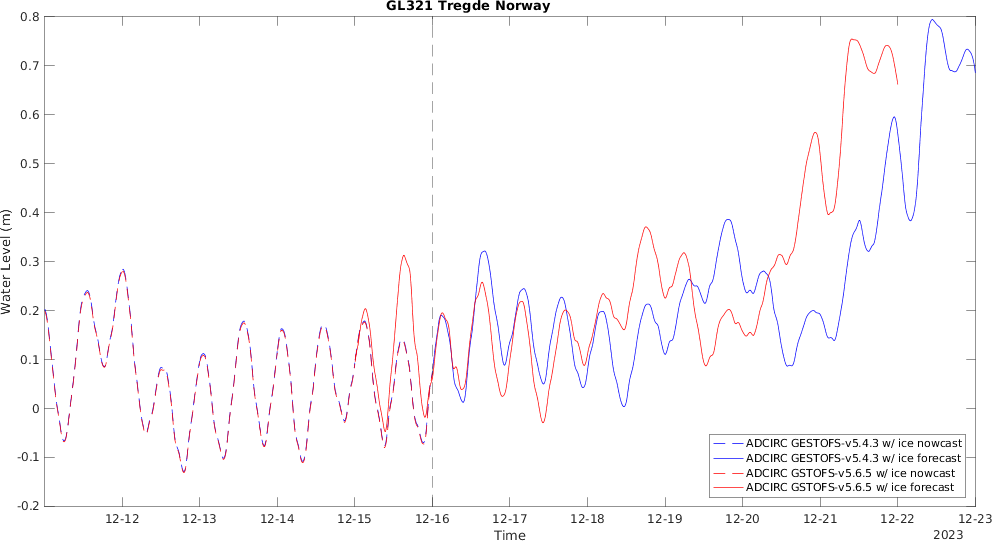 GL321 Tregde Norway
Water Level (m)
0.8
0.7
0.6
0.5
0.4
0.3
0.2
0.1
0
-0.1
-0.2
ADCIRC GESTOFS-v5.4.3 w/ ice nowcast
ADCIRC GESTOFS-v5.4.3 w/ ice forecast
ADCIRC GSTOFS-v5.6.5 w/ ice nowcast
ADCIRC GSTOFS-v5.6.5 w/ ice forecast
12-12 12-13 12-14 12-15 12-16 12-17 12-18 12-19 12-20 12-21 12-22 12-23
Time 2023